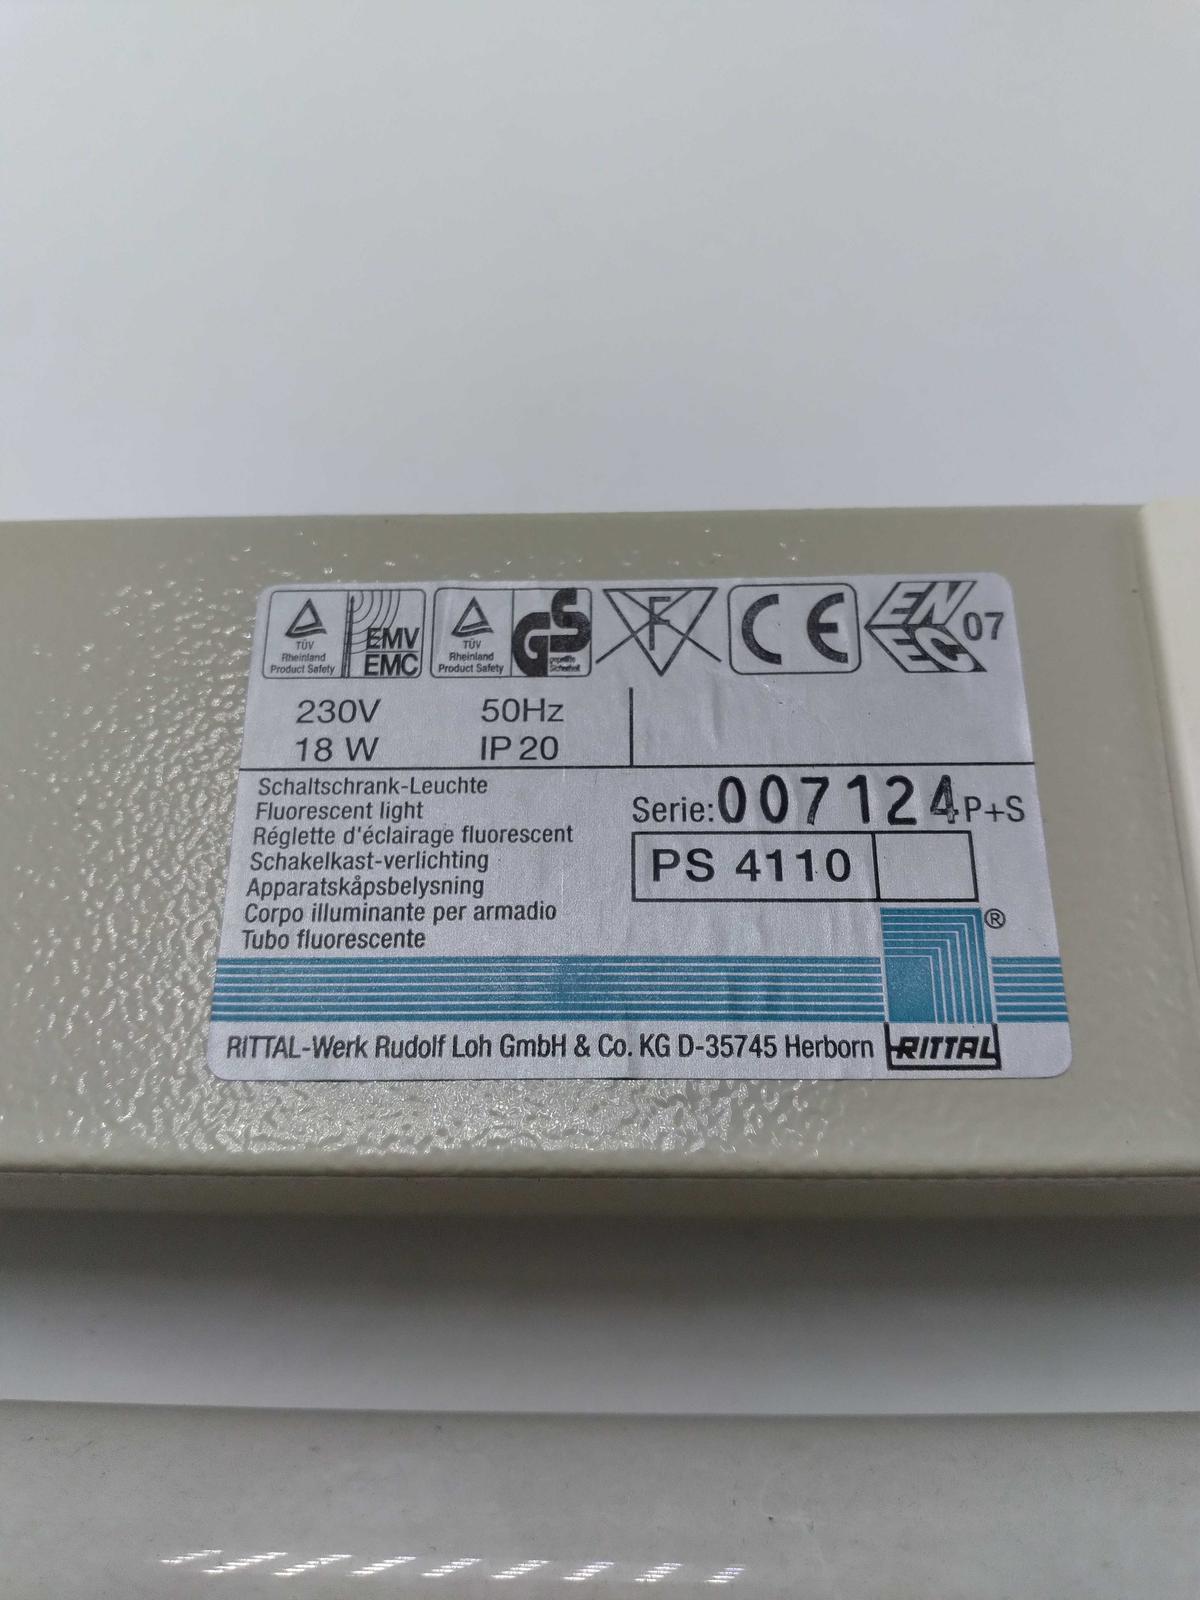 TÜV
Rheinland
Product Safety
EMV
EMC
TÜV
Rheinland
Product Safety
GS
geprüfte
Sicherheit
F
CE
EN
EC
07
230V 50Hz
18 W IP 20
Schaltschrank-Leuchte
Fluorescent light
Réglette d'éclairage fluorescent
Schakelkast-verlichting
Apparatskåpsbelysning
Corpo illuminante per armadio
Tubo fluorescente
Serie: 007124 P+S
PS 4110
®
RITTAL-Werk Rudolf Loh GmbH & Co. KG D-35745 Herborn
RITTAL